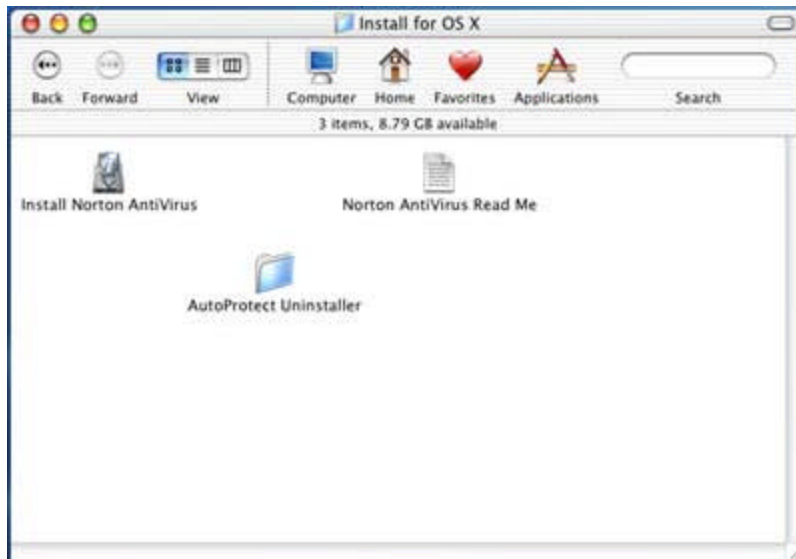 Install for OS X
Back Forward View Computer Home Favorites Applications Search
3 items, 8.79 GB available
Install Norton AntiVirus Norton AntiVirus Read Me
AutoProtect Uninstaller